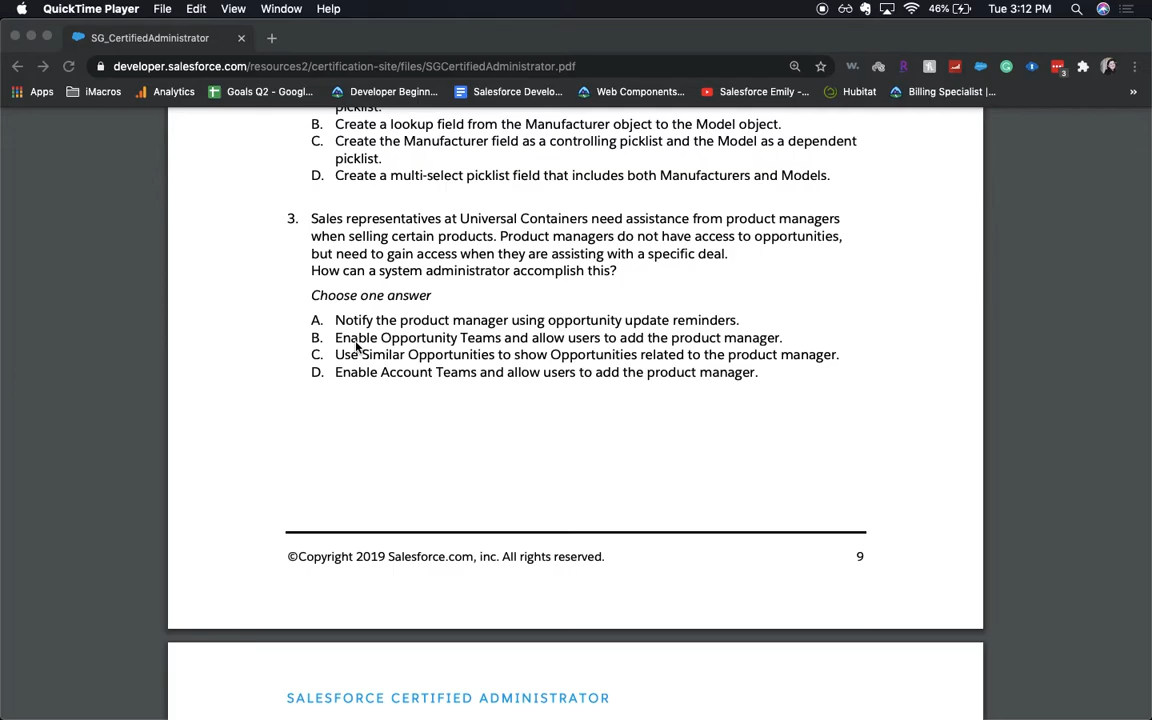 QuickTime Player File Edit View Window Help 46% Tue 3:12 PM
SG_CertifiedAdministrator
developer.salesforce.com/resources2/certification-site/files/SGCertifiedAdministrator.pdf
Apps iMacros Analytics Goals Q2 - Googl... Developer Beginn... Salesforce Develo... Web Components... Salesforce Emily -... Hubitat Billing Specialist |... »
picklist.
B. Create a lookup field from the Manufacturer object to the Model object.
C. Create the Manufacturer field as a controlling picklist and the Model as a dependent
picklist.
D. Create a multi-select picklist field that includes both Manufacturers and Models.
3. Sales representatives at Universal Containers need assistance from product managers
when selling certain products. Product managers do not have access to opportunities,
but need to gain access when they are assisting with a specific deal.
How can a system administrator accomplish this?
Choose one answer
A. Notify the product manager using opportunity update reminders.
B. Enable Opportunity Teams and allow users to add the product manager.
C. Use Similar Opportunities to show Opportunities related to the product manager.
D. Enable Account Teams and allow users to add the product manager.
©Copyright 2019 Salesforce.com, inc. All rights reserved. 9
SALESFORCE CERTIFIED ADMINISTRATOR